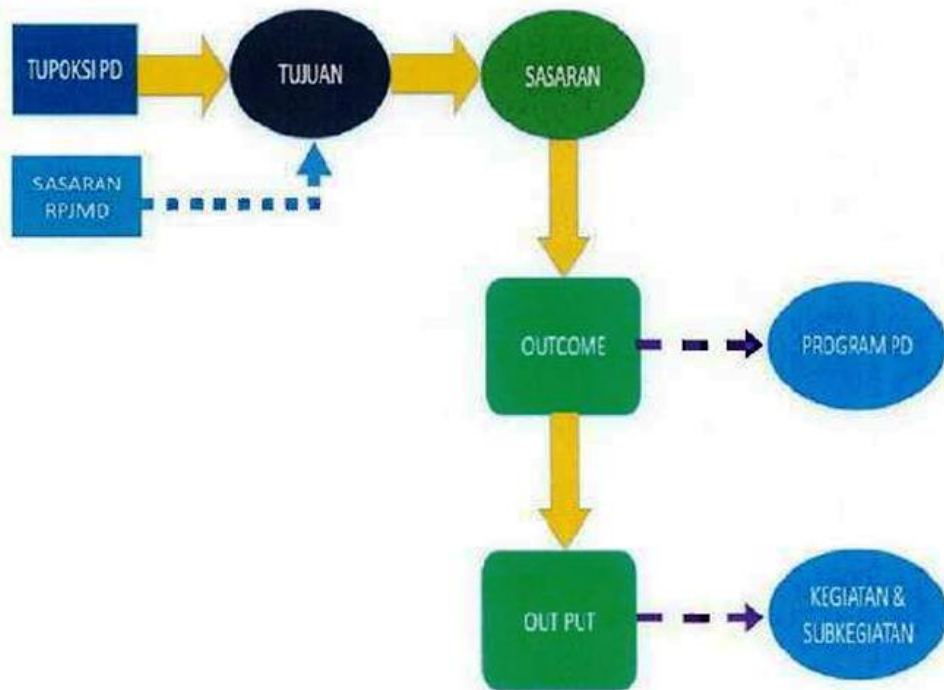 TUPOKSI PD
TUJUAN
SASARAN
SASARAN
RPJMD
OUTCOME
PROGRAM PD
OUT PUT
KEGIATAN &
SUBKEGIATAN